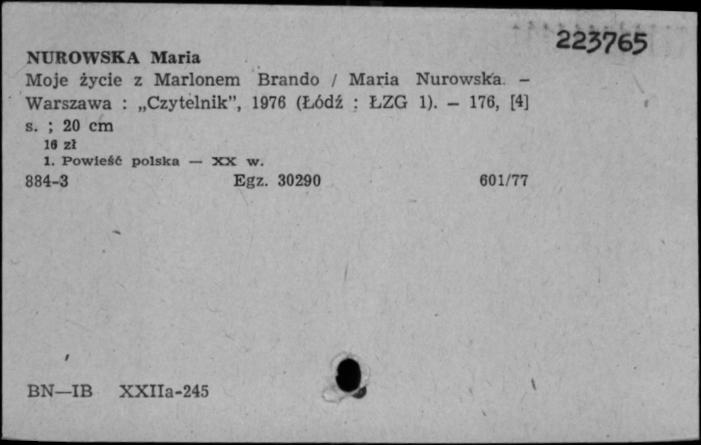 223765
NUROWSKA Maria
Moje życie z Marlonem Brando / Maria Nurowska. –
Warszawa : „Czytelnik”, 1976 (Łódź : ŁZG 1). – 176, [4]
s. ; 20 cm
16 zł
1. Powieść polska — XX w.
884-3 Egz. 30290 601/77
BN—IB XXIIa-245